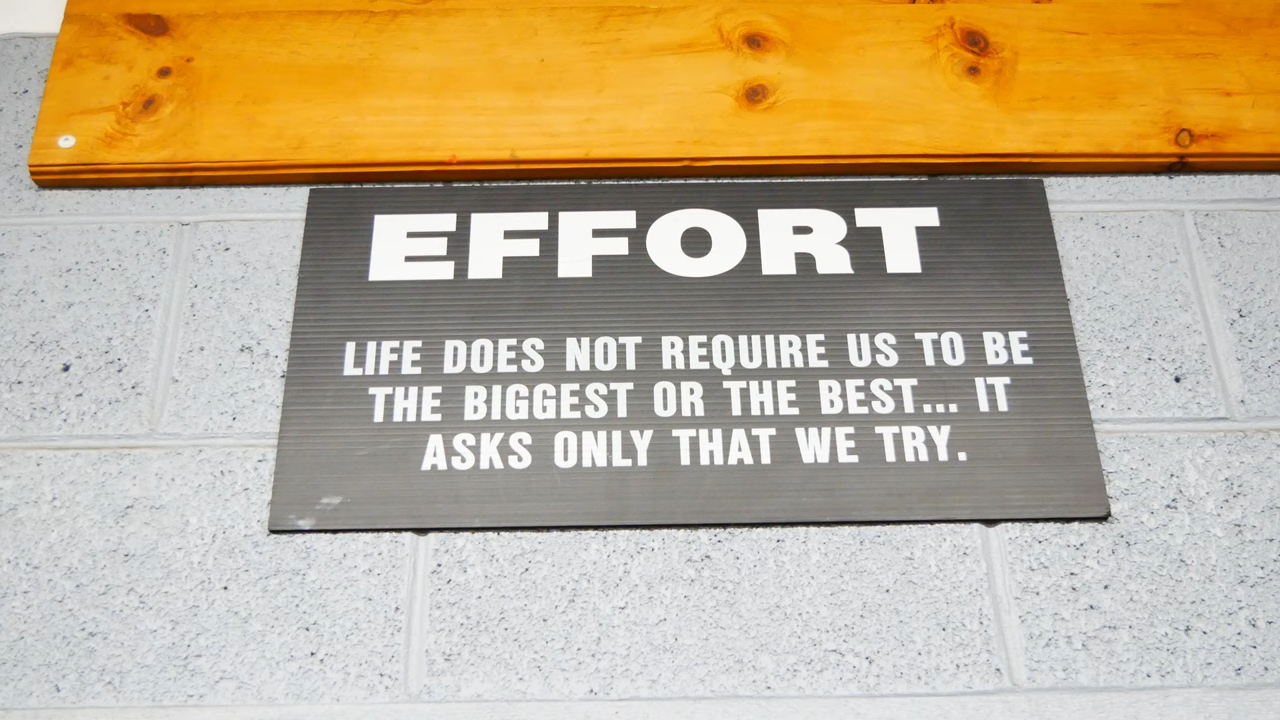 EFFORT
LIFE DOES NOT REQUIRE US TO BE
THE BIGGEST OR THE BEST... IT
ASKS ONLY THAT WE TRY.